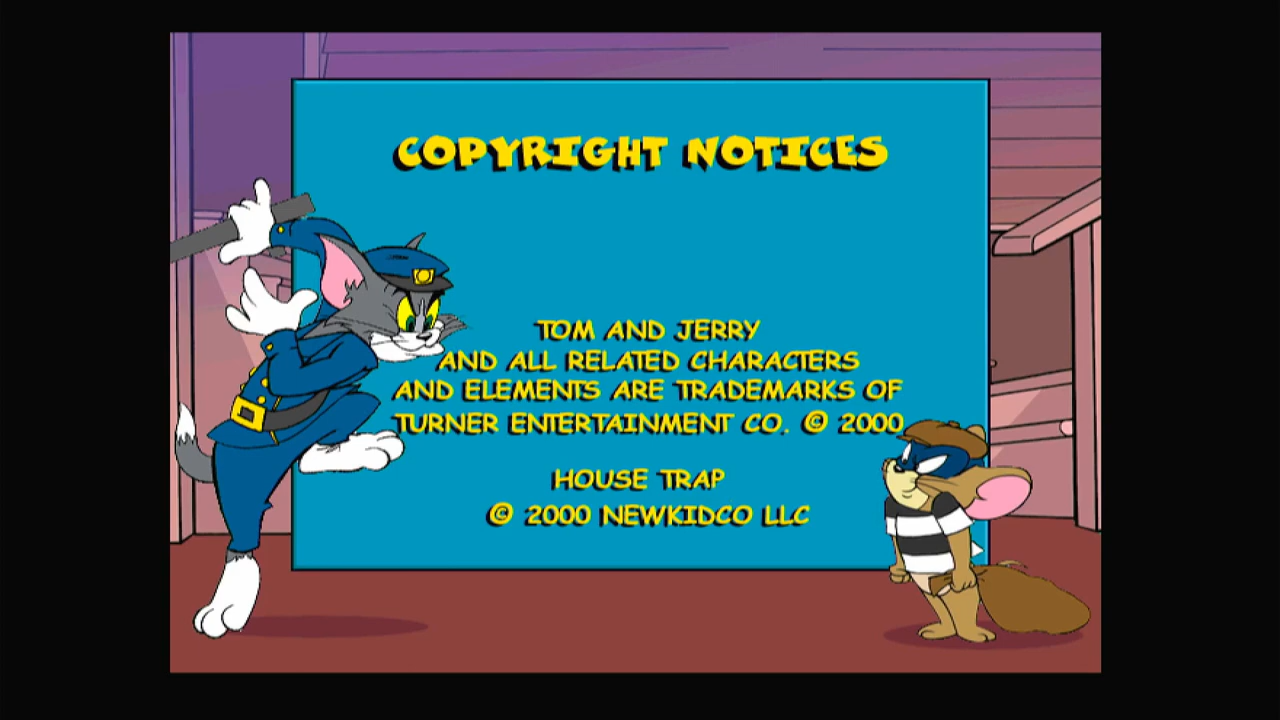 COPYRIGHT NOTICES
TOM AND JERRY
AND ALL RELATED CHARACTERS
AND ELEMENTS ARE TRADEMARKS OF
TURNER ENTERTAINMENT CO. © 2000
HOUSE TRAP
© 2000 NEWKIDCO LLC